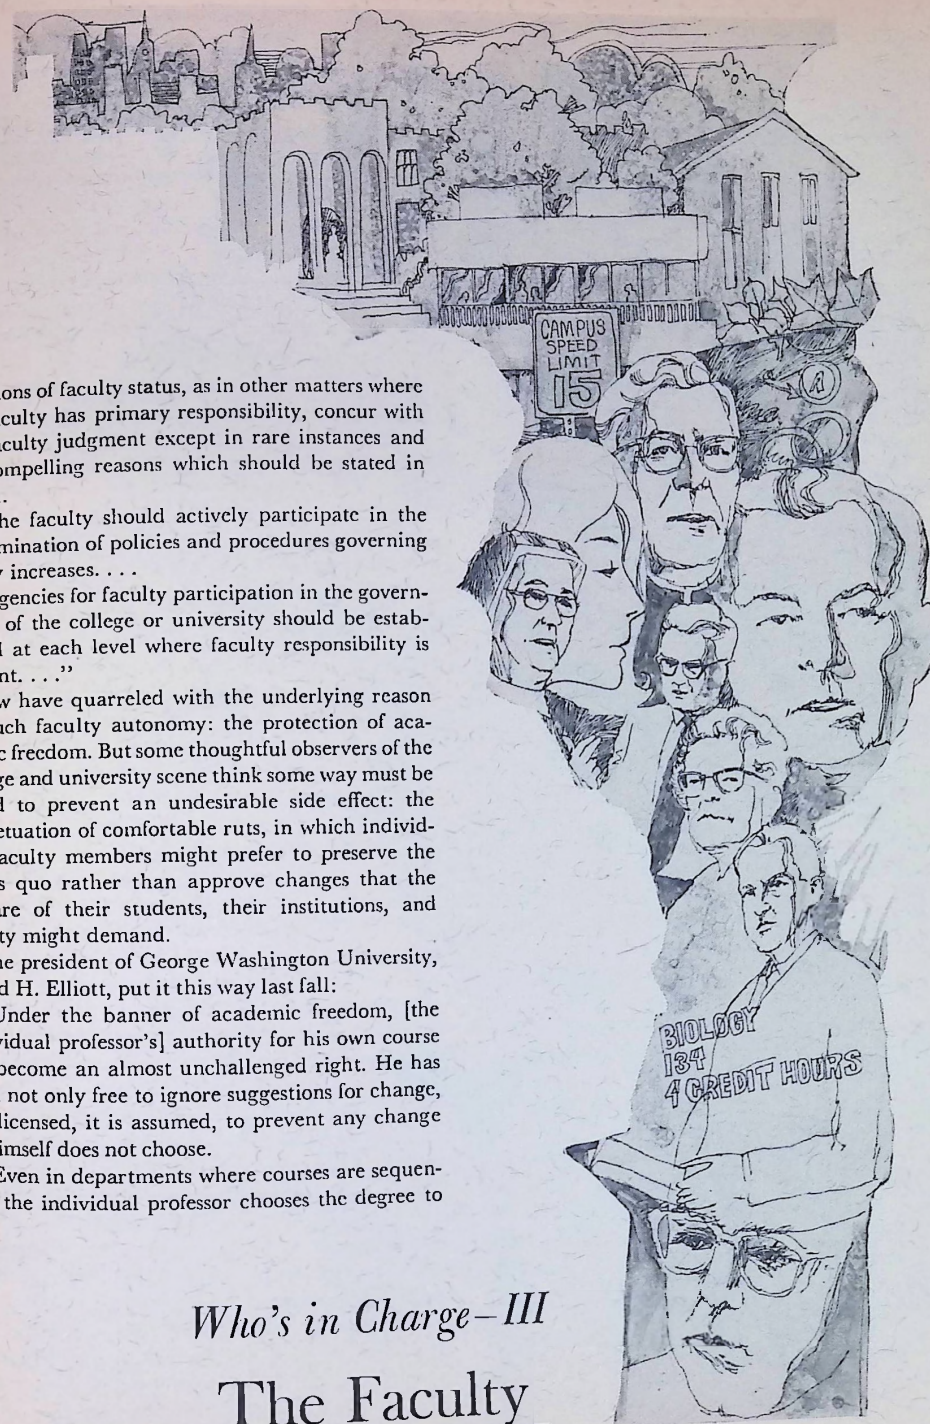 ons of faculty status, as in other matters where
culty has primary responsibility, concur with
culty judgment except in rare instances and
ompelling reasons which should be stated in
.
he faculty should actively participate in the
mination of policies and procedures governing
y increases. . . .
gencies for faculty participation in the govern-
of the college or university should be estab-
l at each level where faculty responsibility is
nt. . . .”
w have quarreled with the underlying reason
uch faculty autonomy: the protection of aca-
c freedom. But some thoughtful observers of the
ge and university scene think some way must be
d to prevent an undesirable side effect: the
etuation of comfortable ruts, in which individ-
aculty members might prefer to preserve the
s quo rather than approve changes that the
are of their students, their institutions, and
ty might demand.
he president of George Washington University,
d H. Elliott, put it this way last fall:
Under the banner of academic freedom, [the
vidual professor's] authority for his own course
become an almost unchallenged right. He has
not only free to ignore suggestions for change,
licensed, it is assumed, to prevent any change
imself does not choose.
Even in departments where courses are sequen-
the individual professor chooses the degree to
CAMPUS
SPEED
LIMIT
15
A
BIOLOGY
134
4 CREDIT HOURS
Who's in Charge–III
The Faculty